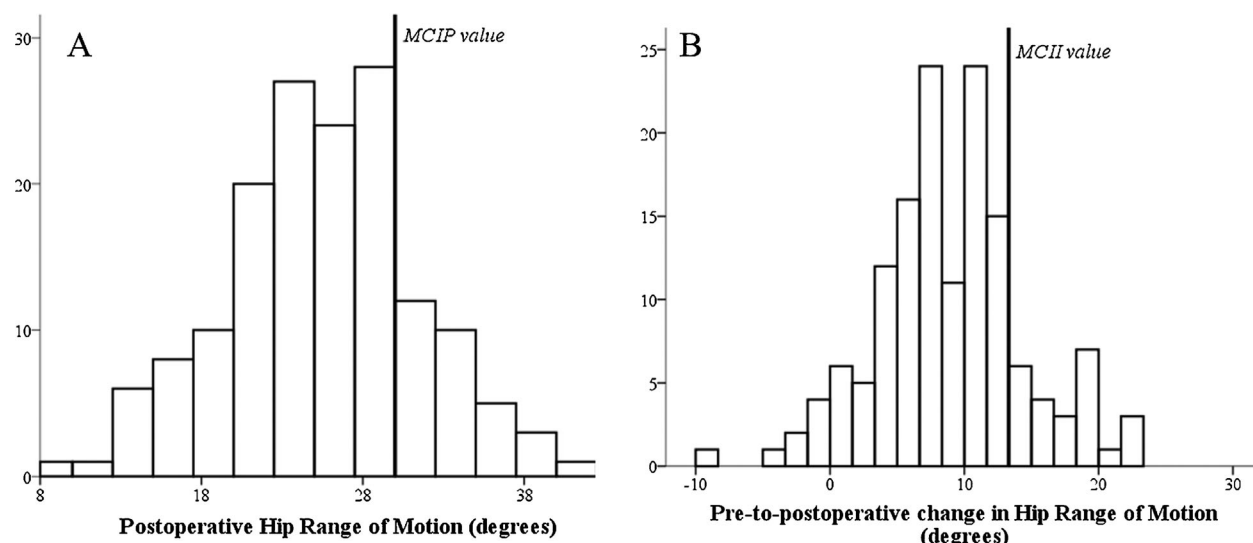 A
MCIP value
30
20
10
0
8
18
28
38
Postoperative Hip Range of Motion (degrees)
B
MCII value
25
20
15
10
5
0
-10
0
10
20
30
Pre-to-postoperative change in Hip Range of Motion
(degrees)